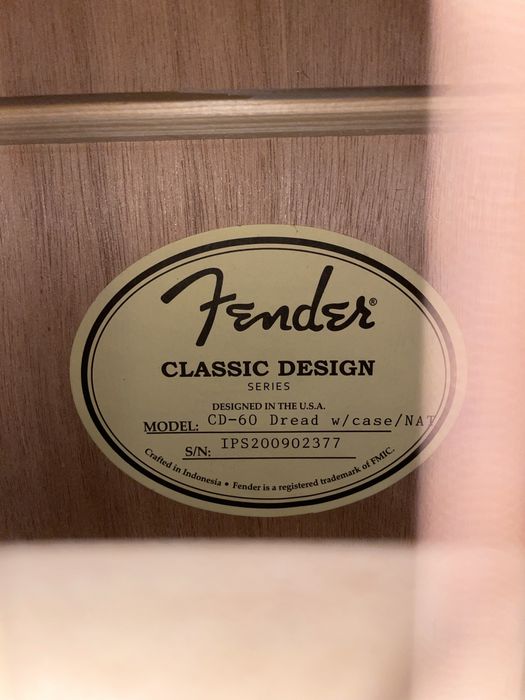 Fender®
CLASSIC DESIGN
SERIES
DESIGNED IN THE U.S.A.
MODEL: CD-60 Dread w/case/NAT
S/N: IPS200902377
Crafted in Indonesia • Fender is a registered trademark of FMIC.